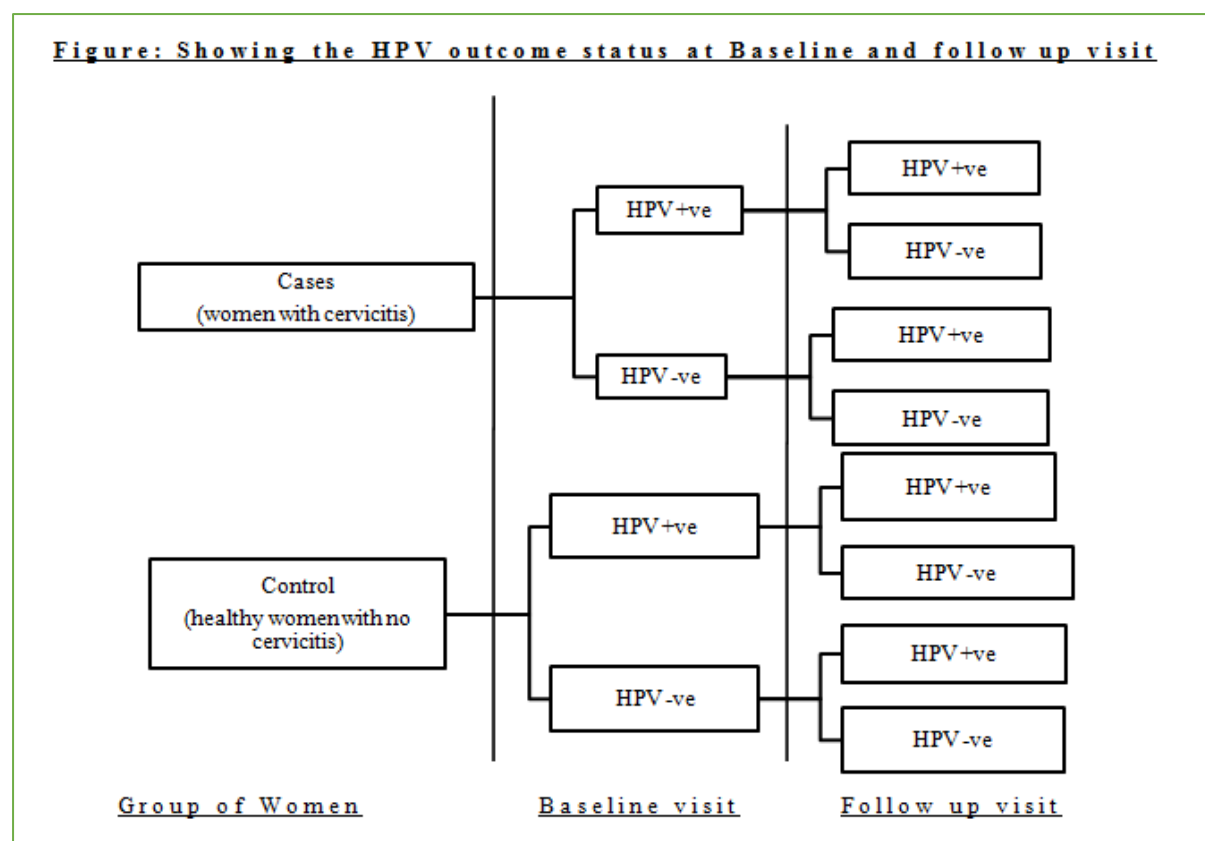 Figure: Showing the HPV outcome status at Baseline and follow up visit
HPV+ve
HPV+ve
HPV-ve
Cases
(women with cervicitis)
HPV+ve
HPV-ve
HPV-ve
HPV+ve
HPV+ve
HPV-ve
Control
(healthy women with no
cervicitis)
HPV+ve
HPV-ve
HPV-ve
Group of Women
Baseline visit
Follow up visit